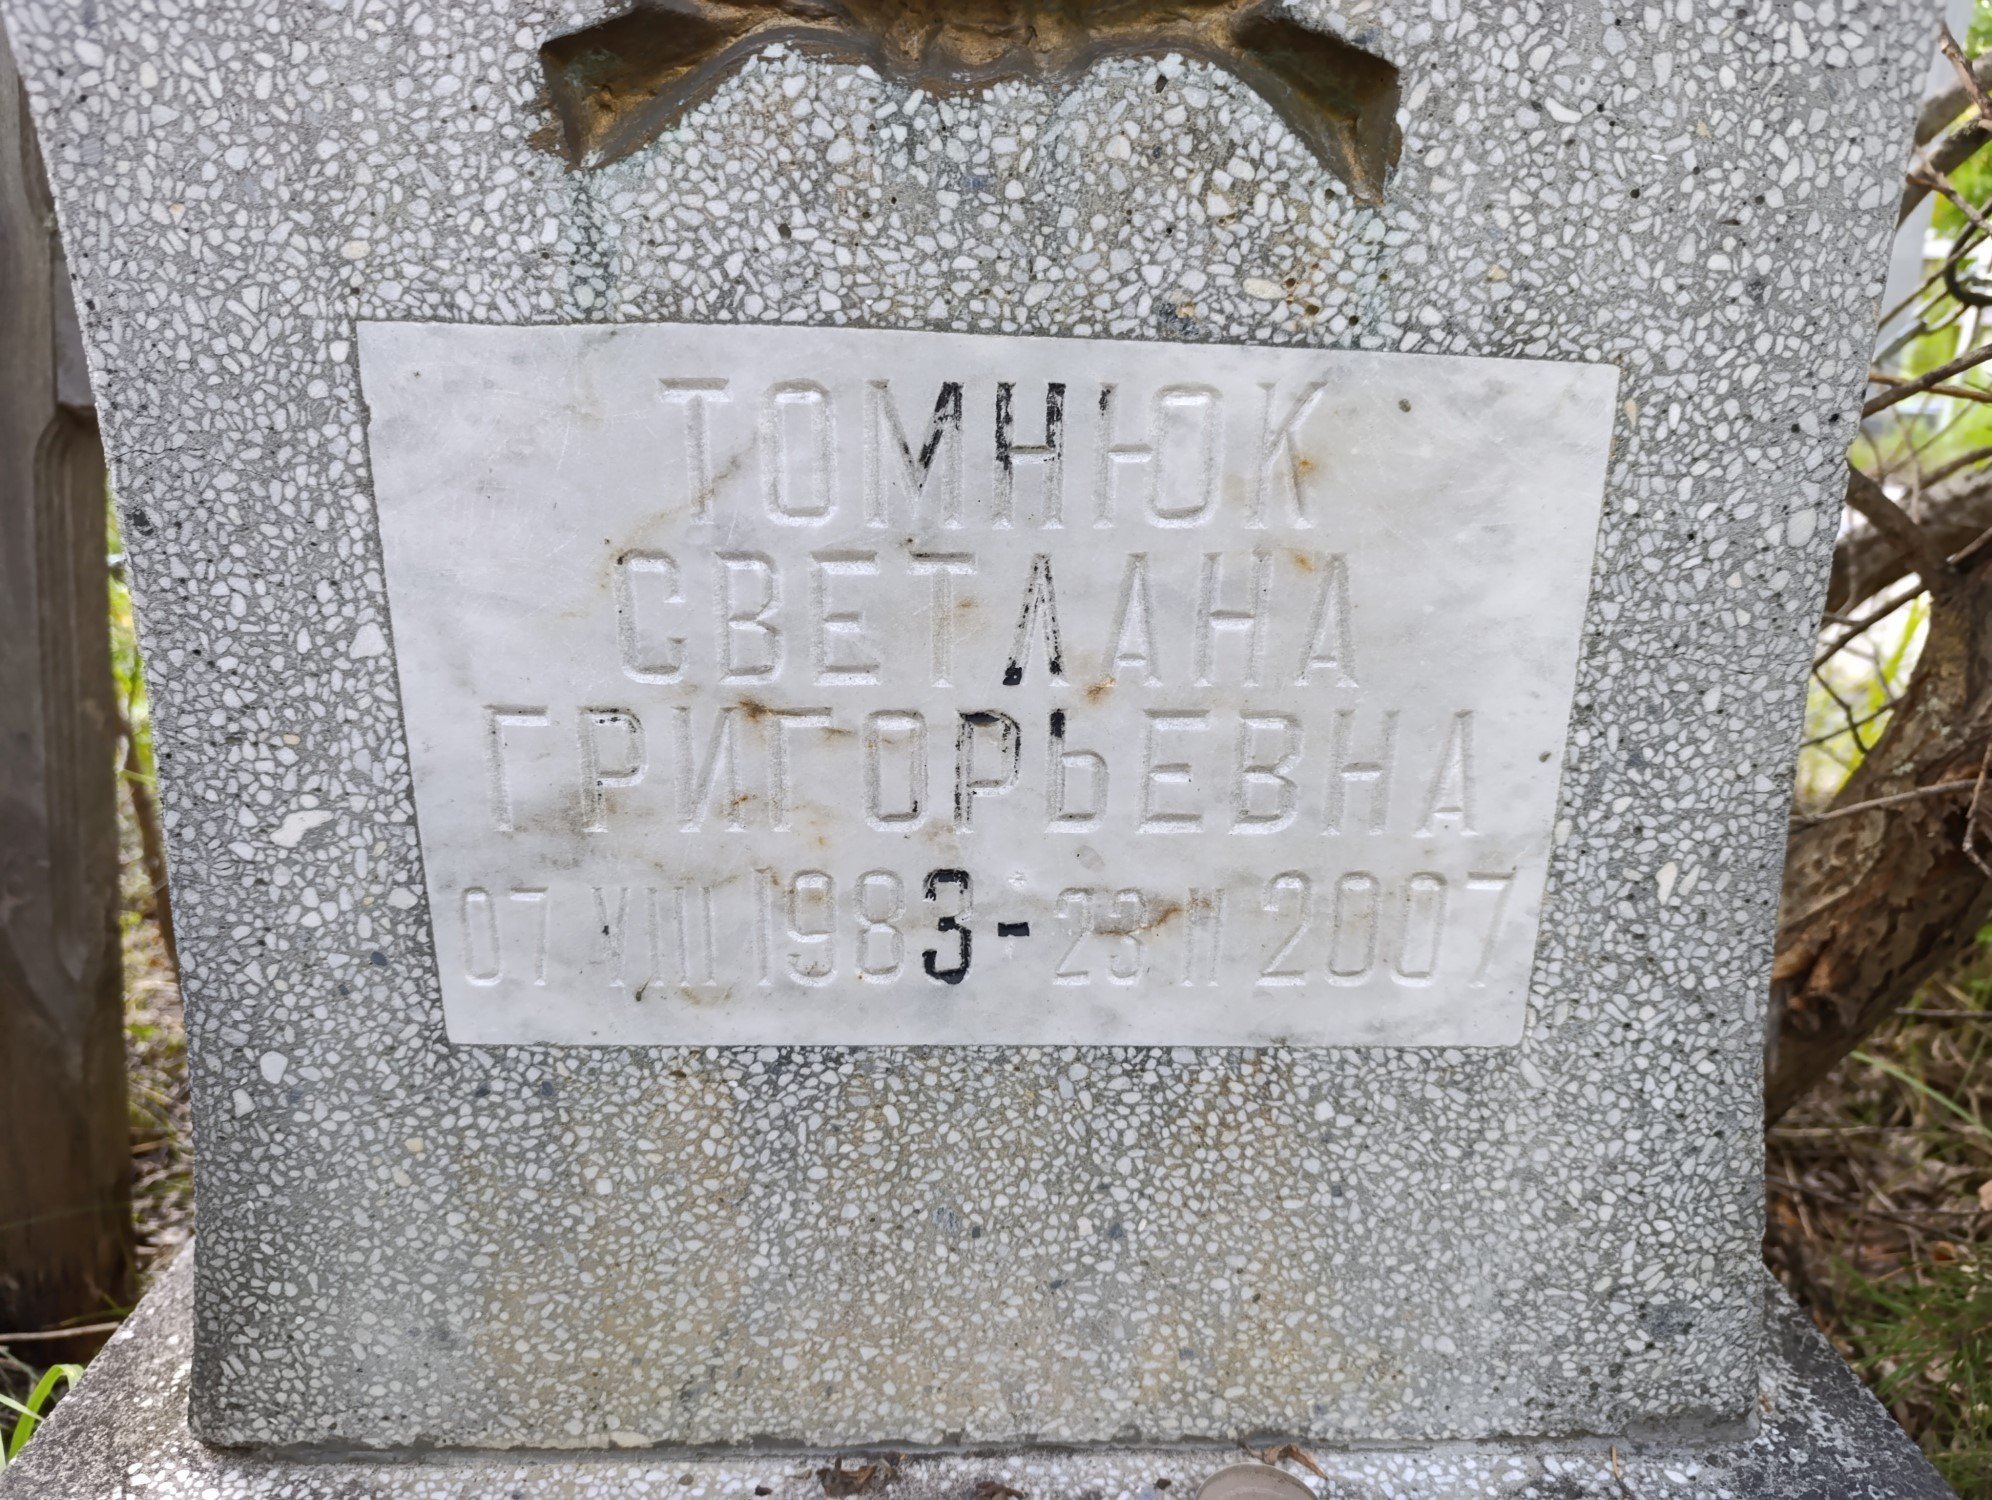 ТОМНЮК
СВЕТЛАНА
ГРИГОРЬЕВНА
07 VIII 1983 - 23 II 2007